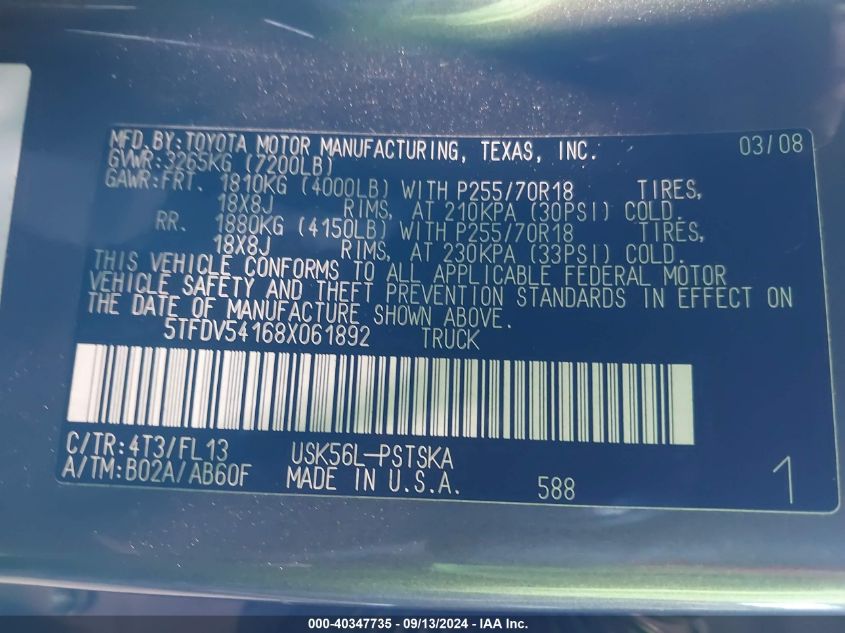 MFD.BY:TOYOTA MOTOR MANUFACTURING, TEXAS, INC. 03/08
GVWR:3265KG (7200LB)
GAWR:FRT. 1810KG (4000LB) WITH P255/70R18 TIRES,
18X8J RIMS, AT 210KPA (30PSI) COLD.
RR. 1880KG (4150LB) WITH P255/70R18 TIRES,
18X8J RIMS, AT 230KPA (33PSI) COLD.
THIS VEHICLE CONFORMS TO ALL APPLICABLE FEDERAL MOTOR
VEHICLE SAFETY AND THEFT PREVENTION STANDARDS IN EFFECT ON
THE DATE OF MANUFACTURE SHOWN ABOVE.
5TFDV54168X061892 TRUCK
C/TR:4T3/FL13 USK56L-PSTSKA
A/TM:B02A/AB60F MADE IN U.S.A. 588 1
000-40347735 - 09/13/2024 - IAA Inc.